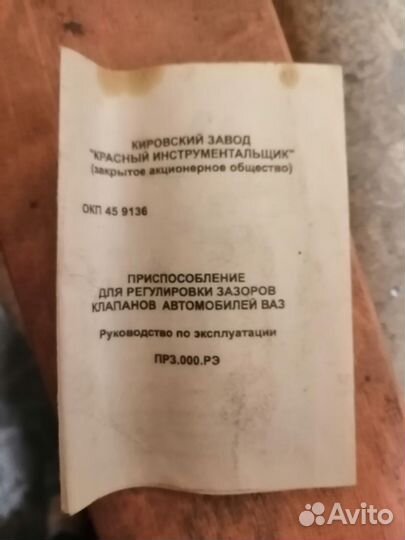 КИРОВСКИЙ ЗАВОД
"КРАСНЫЙ ИНСТРУМЕНТАЛЬЩИК"
(закрытое акционерное общество)
ОКП 45 9136
ПРИСПОСОБЛЕНИЕ
ДЛЯ РЕГУЛИРОВКИ ЗАЗОРОВ
КЛАПАНОВ АВТОМОБИЛЕЙ ВАЗ
Руководство по эксплуатации
ПРЗ.000.РЭ
Avito